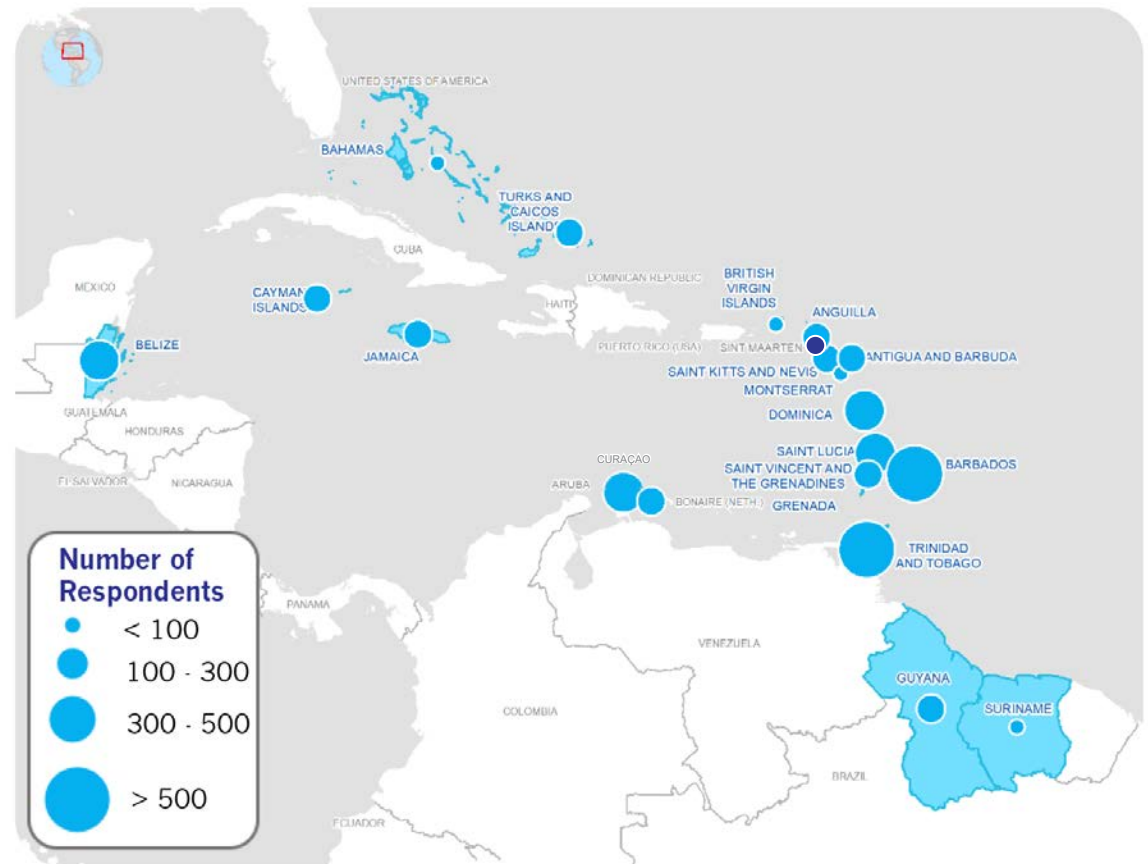 UNITED STATES OF AMERICA
BAHAMAS
TURKS AND
CAICOS
ISLANDS
CUBA
MEXICO
CAYMAN
ISLANDS
DOMINICAN REPUBLIC
HAITI
BRITISH
VIRGIN
ISLANDS
ANGUILLA
BELIZE
JAMAICA
PUERTO RICO (USA)
SINT MAARTEN
ANTIGUA AND BARBUDA
SAINT KITTS AND NEVIS
MONTSERRAT
GUATEMALA
DOMINICA
HONDURAS
SAINT LUCIA
CURAÇAO
BARBADOS
SAINT VINCENT AND
THE GRENADINES
EL SALVADOR
NICARAGUA
ARUBA
BONAIRE (NETH.)
GRENADA
TRINIDAD
AND TOBAGO
Number of
Respondents
< 100
100 - 300
300 - 500
> 500
PANAMA
VENEZUELA
GUYANA
SURINAME
COLOMBIA
BRAZIL
ECUADOR